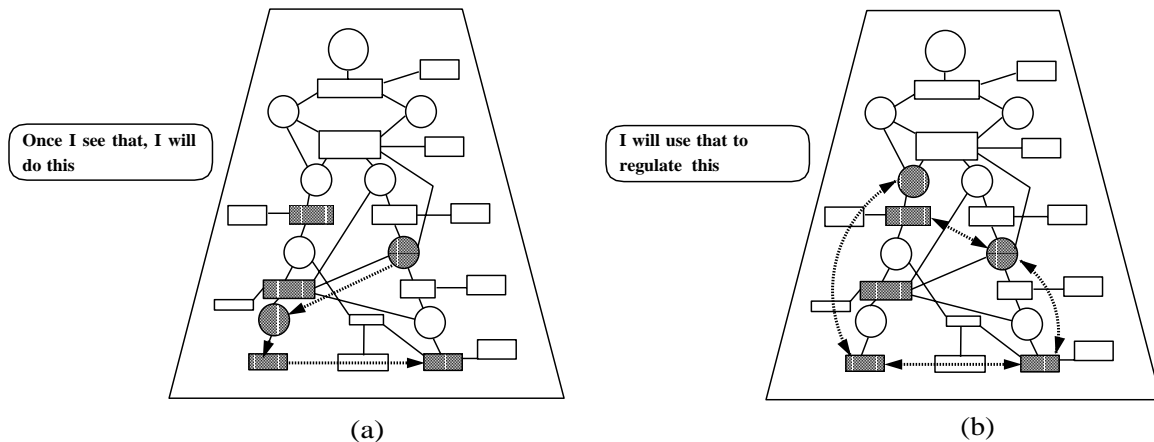 Once I see that, I will
do this
I will use that to
regulate this
(a)
(b)